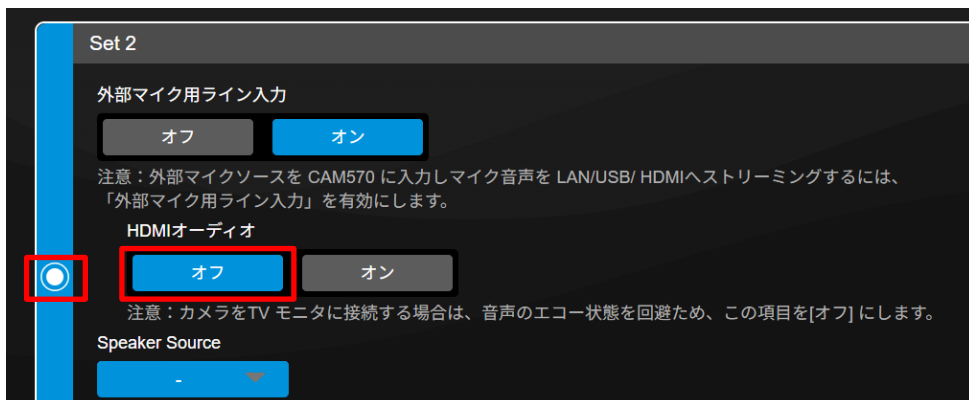 Set 2
外部マイク用ライン入力
オフ オン
注意：外部マイクソースを CAM570 に入力しマイク音声を LAN/USB/ HDMIへストリーミングするには、
「外部マイク用ライン入力」を有効にします。
HDMIオーディオ
オフ オン
注意：カメラをTV モニタに接続する場合は、音声のエコー状態を回避ため、この項目を[オフ] にします。
Speaker Source
-